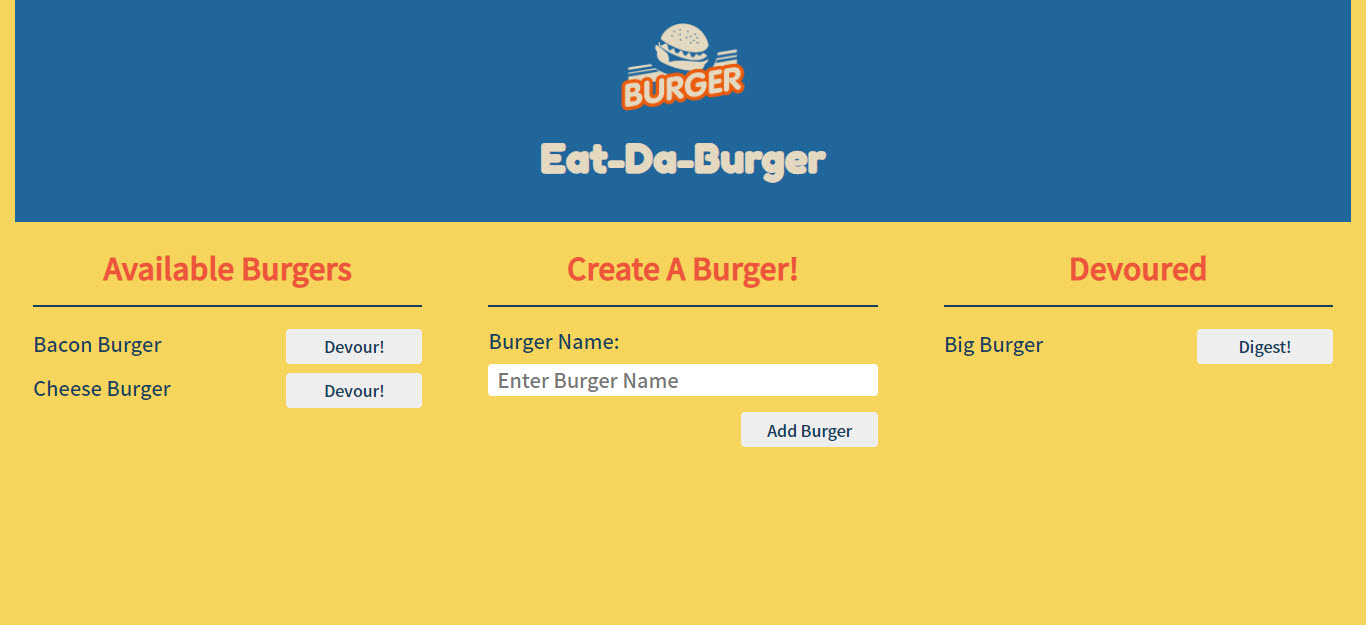 BURGER
Eat-Da-Burger
Available Burgers
Bacon Burger
Devour!
Cheese Burger
Devour!
Create A Burger!
Burger Name:
Enter Burger Name
Add Burger
Devoured
Big Burger
Digest!